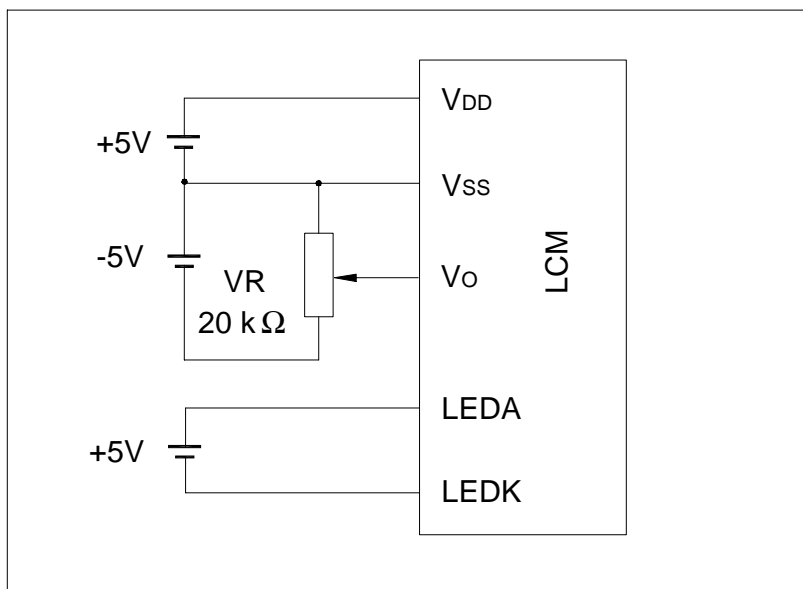 VDD
+5V
VSS
-5V
VR
20 kΩ
VO
LCM
LEDA
+5V
LEDK